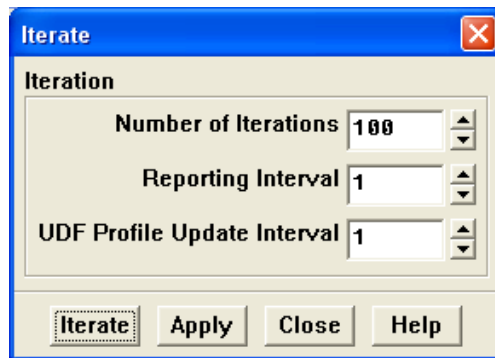 Iterate
Iteration
Number of Iterations 100
Reporting Interval 1
UDF Profile Update Interval 1
Iterate Apply Close Help